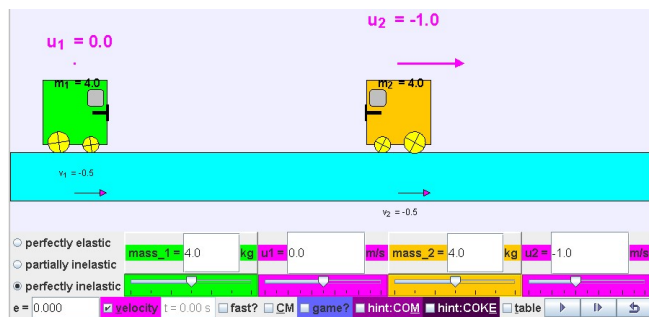 u2 = -1.0
u1 = 0.0
m1 = 4.0
m2 = 4.0
v1 = -0.5
v2 = -0.5
perfectly elastic
partially inelastic
perfectly inelastic
mass_1 = 4.0 kg u1 = 0.0 m/s mass_2 = 4.0 kg u2 = -1.0 m/s
e = 0.000 velocity t = 0.00 s fast? CM game? hint:COM hint:COKE table